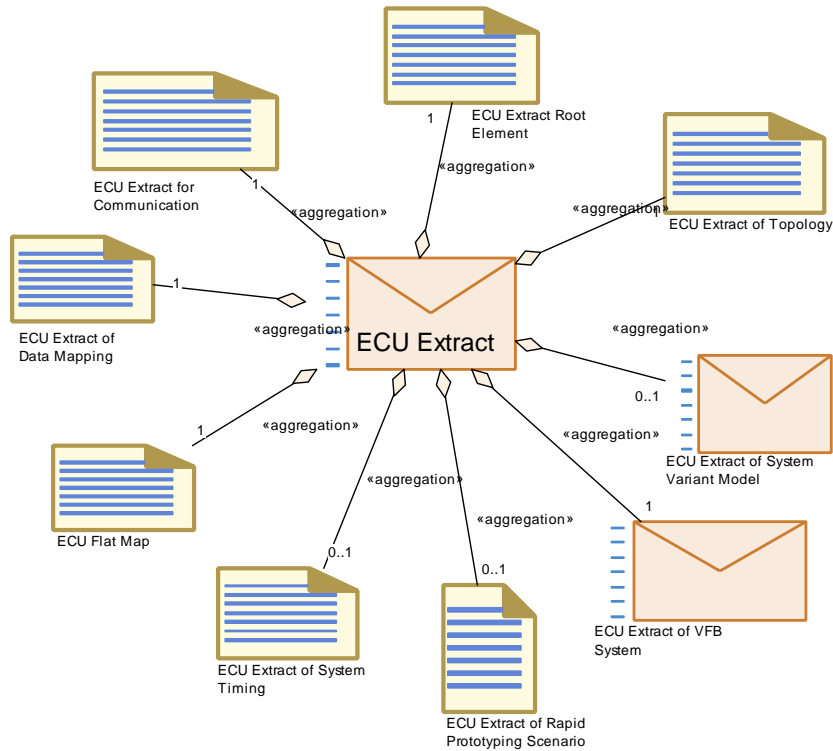 1
ECU Extract Root
Element
«aggregation»
ECU Extract for
Communication
1
«aggregation»
ECU Extract of Topology
1
«aggregation»
ECU Extract of
Data Mapping
1
«aggregation»
ECU Extract
«aggregation»
0..1
ECU Extract of System
Variant Model
ECU Flat Map
1
«aggregation»
«aggregation»
1
ECU Extract of VFB
System
«aggregation»
0..1
ECU Extract of System
Timing
«aggregation»
0..1
ECU Extract of Rapid
Prototyping Scenario